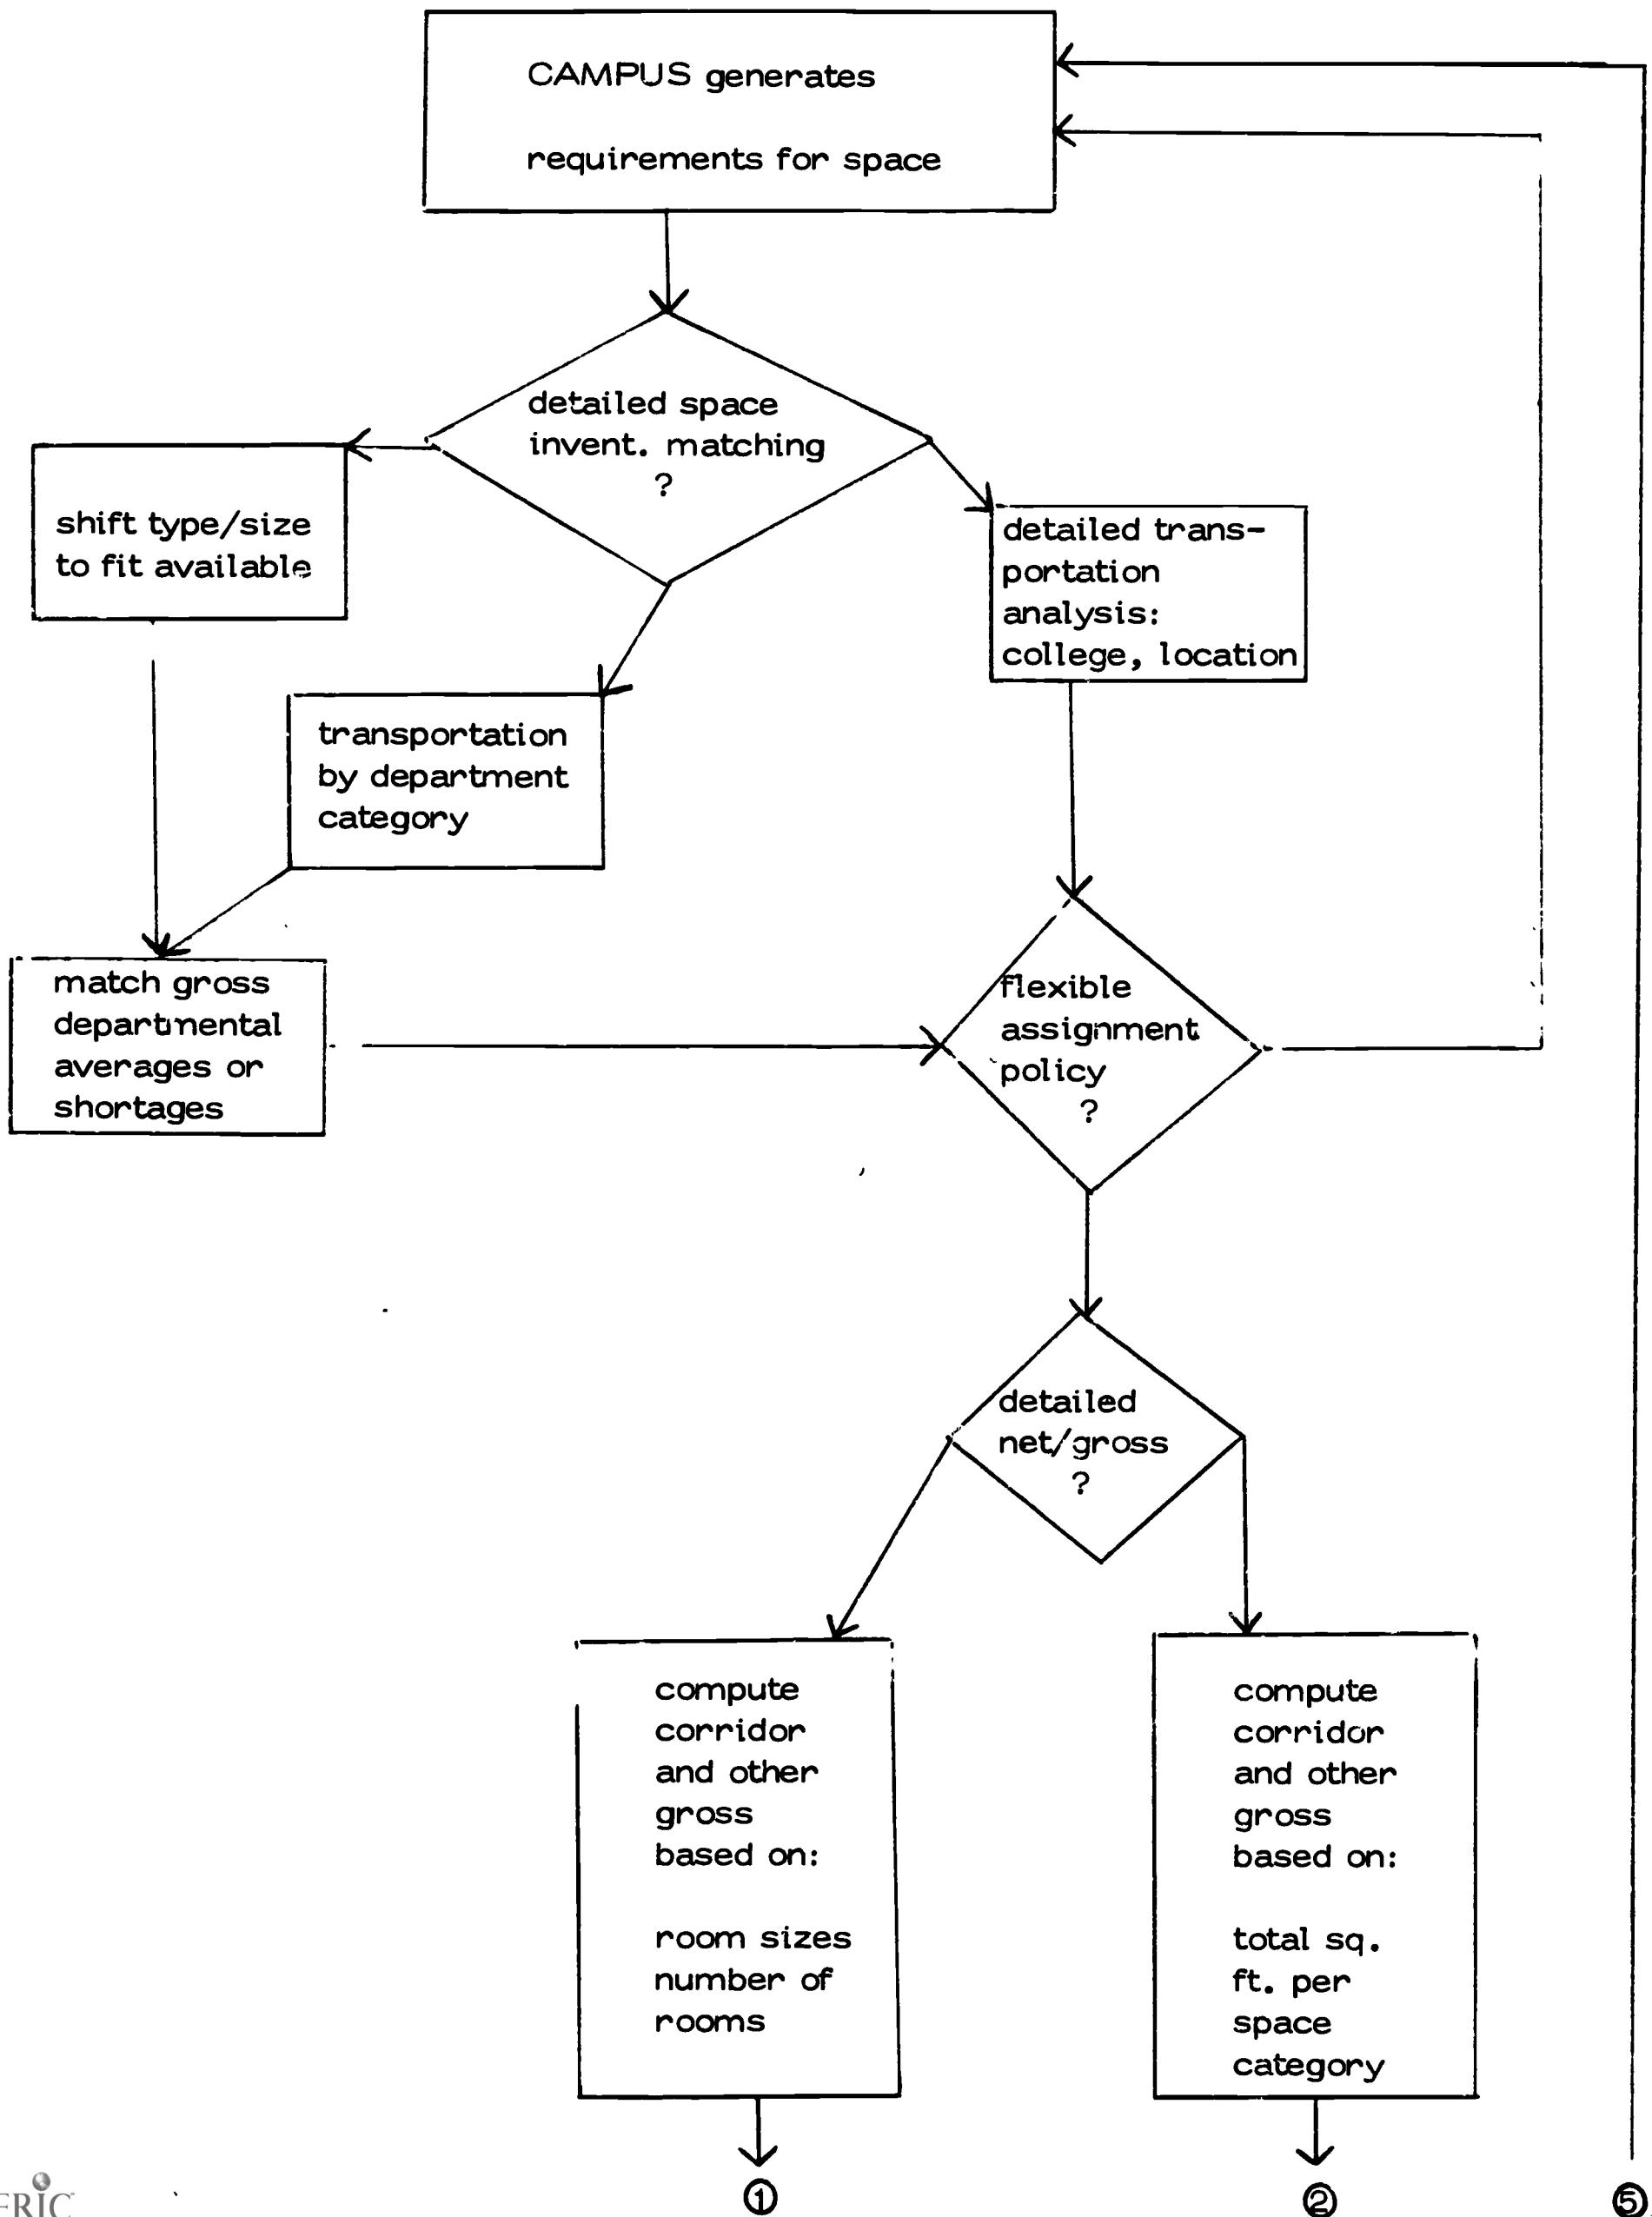 CAMPUS generates
requirements for space
detailed space
invent. matching
?
shift type/size
to fit available
detailed trans-
portation
analysis:
college, location
transportation
by department
category
match gross
departmental
averages or
shortages
flexible
assignment
policy
?
detailed
net/gross
?
compute
corridor
and other
gross
based on:
room sizes
number of
rooms
compute
corridor
and other
gross
based on:
total sq.
ft. per
space
category
①
②
⑤
ERIC